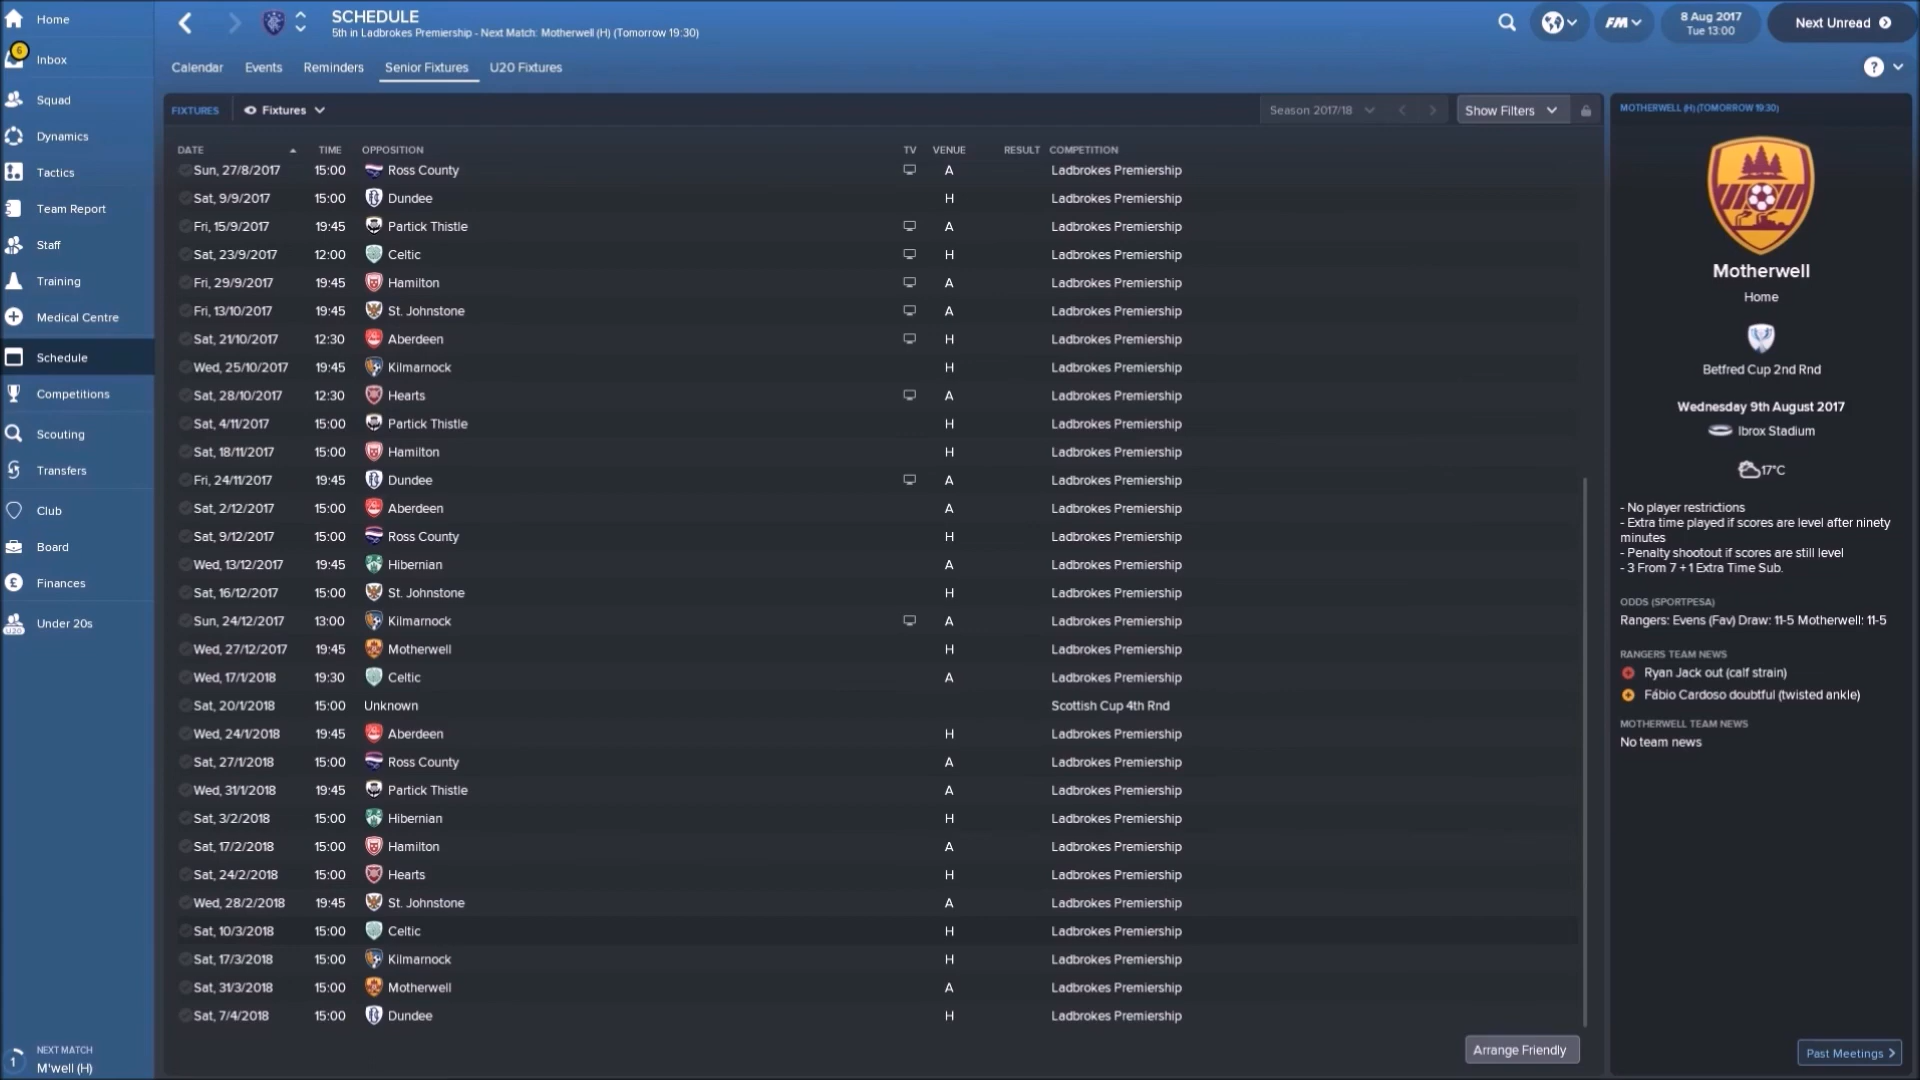 Home
6
Inbox
Squad
Dynamics
Tactics
Team Report
Staff
Training
Medical Centre
Schedule
Competitions
Scouting
Transfers
Club
Board
Finances
U20 Under 20s
1
NEXT MATCH
M'well (H)
SCHEDULE
5th in Ladbrokes Premiership - Next Match: Motherwell (H) (Tomorrow 19:30)
FM
8 Aug 2017
Tue 13:00
Next Unread
Calendar Events Reminders Senior Fixtures U20 Fixtures
?
FIXTURES Fixtures Season 2017/18 Show Filters
DATE TIME OPPOSITION TV VENUE RESULT COMPETITION
Sun, 27/8/2017 15:00 Ross County A Ladbrokes Premiership
Sat, 9/9/2017 15:00 Dundee H Ladbrokes Premiership
Fri, 15/9/2017 19:45 Partick Thistle A Ladbrokes Premiership
Sat, 23/9/2017 12:00 Celtic H Ladbrokes Premiership
Fri, 29/9/2017 19:45 Hamilton A Ladbrokes Premiership
Fri, 13/10/2017 19:45 St. Johnstone A Ladbrokes Premiership
Sat, 21/10/2017 12:30 Aberdeen H Ladbrokes Premiership
Wed, 25/10/2017 19:45 Kilmarnock H Ladbrokes Premiership
Sat, 28/10/2017 12:30 Hearts A Ladbrokes Premiership
Sat, 4/11/2017 15:00 Partick Thistle H Ladbrokes Premiership
Sat, 18/11/2017 15:00 Hamilton H Ladbrokes Premiership
Fri, 24/11/2017 19:45 Dundee A Ladbrokes Premiership
Sat, 2/12/2017 15:00 Aberdeen A Ladbrokes Premiership
Sat, 9/12/2017 15:00 Ross County H Ladbrokes Premiership
Wed, 13/12/2017 19:45 Hibernian A Ladbrokes Premiership
Sat, 16/12/2017 15:00 St. Johnstone H Ladbrokes Premiership
Sun, 24/12/2017 13:00 Kilmarnock A Ladbrokes Premiership
Wed, 27/12/2017 19:45 Motherwell H Ladbrokes Premiership
Wed, 17/1/2018 19:30 Celtic A Ladbrokes Premiership
Sat, 20/1/2018 15:00 Unknown Scottish Cup 4th Rnd
Wed, 24/1/2018 19:45 Aberdeen H Ladbrokes Premiership
Sat, 27/1/2018 15:00 Ross County A Ladbrokes Premiership
Wed, 31/1/2018 19:45 Partick Thistle A Ladbrokes Premiership
Sat, 3/2/2018 15:00 Hibernian H Ladbrokes Premiership
Sat, 17/2/2018 15:00 Hamilton A Ladbrokes Premiership
Sat, 24/2/2018 15:00 Hearts H Ladbrokes Premiership
Wed, 28/2/2018 19:45 St. Johnstone A Ladbrokes Premiership
Sat, 10/3/2018 15:00 Celtic H Ladbrokes Premiership
Sat, 17/3/2018 15:00 Kilmarnock H Ladbrokes Premiership
Sat, 31/3/2018 15:00 Motherwell A Ladbrokes Premiership
Sat, 7/4/2018 15:00 Dundee H Ladbrokes Premiership
Arrange Friendly
MOTHERWELL (H) (TOMORROW 19:30)
Motherwell
Home
Betfred Cup 2nd Rnd
Wednesday 9th August 2017
Ibrox Stadium
17°C
- No player restrictions
- Extra time played if scores are level after ninety
minutes
- Penalty shootout if scores are still level
- 3 From 7 + 1 Extra Time Sub.
ODDS (SPORTPESA)
Rangers: Evens (Fav) Draw: 11-5 Motherwell: 11-5
RANGERS TEAM NEWS
Ryan Jack out (calf strain)
Fábio Cardoso doubtful (twisted ankle)
MOTHERWELL TEAM NEWS
No team news
Past Meetings